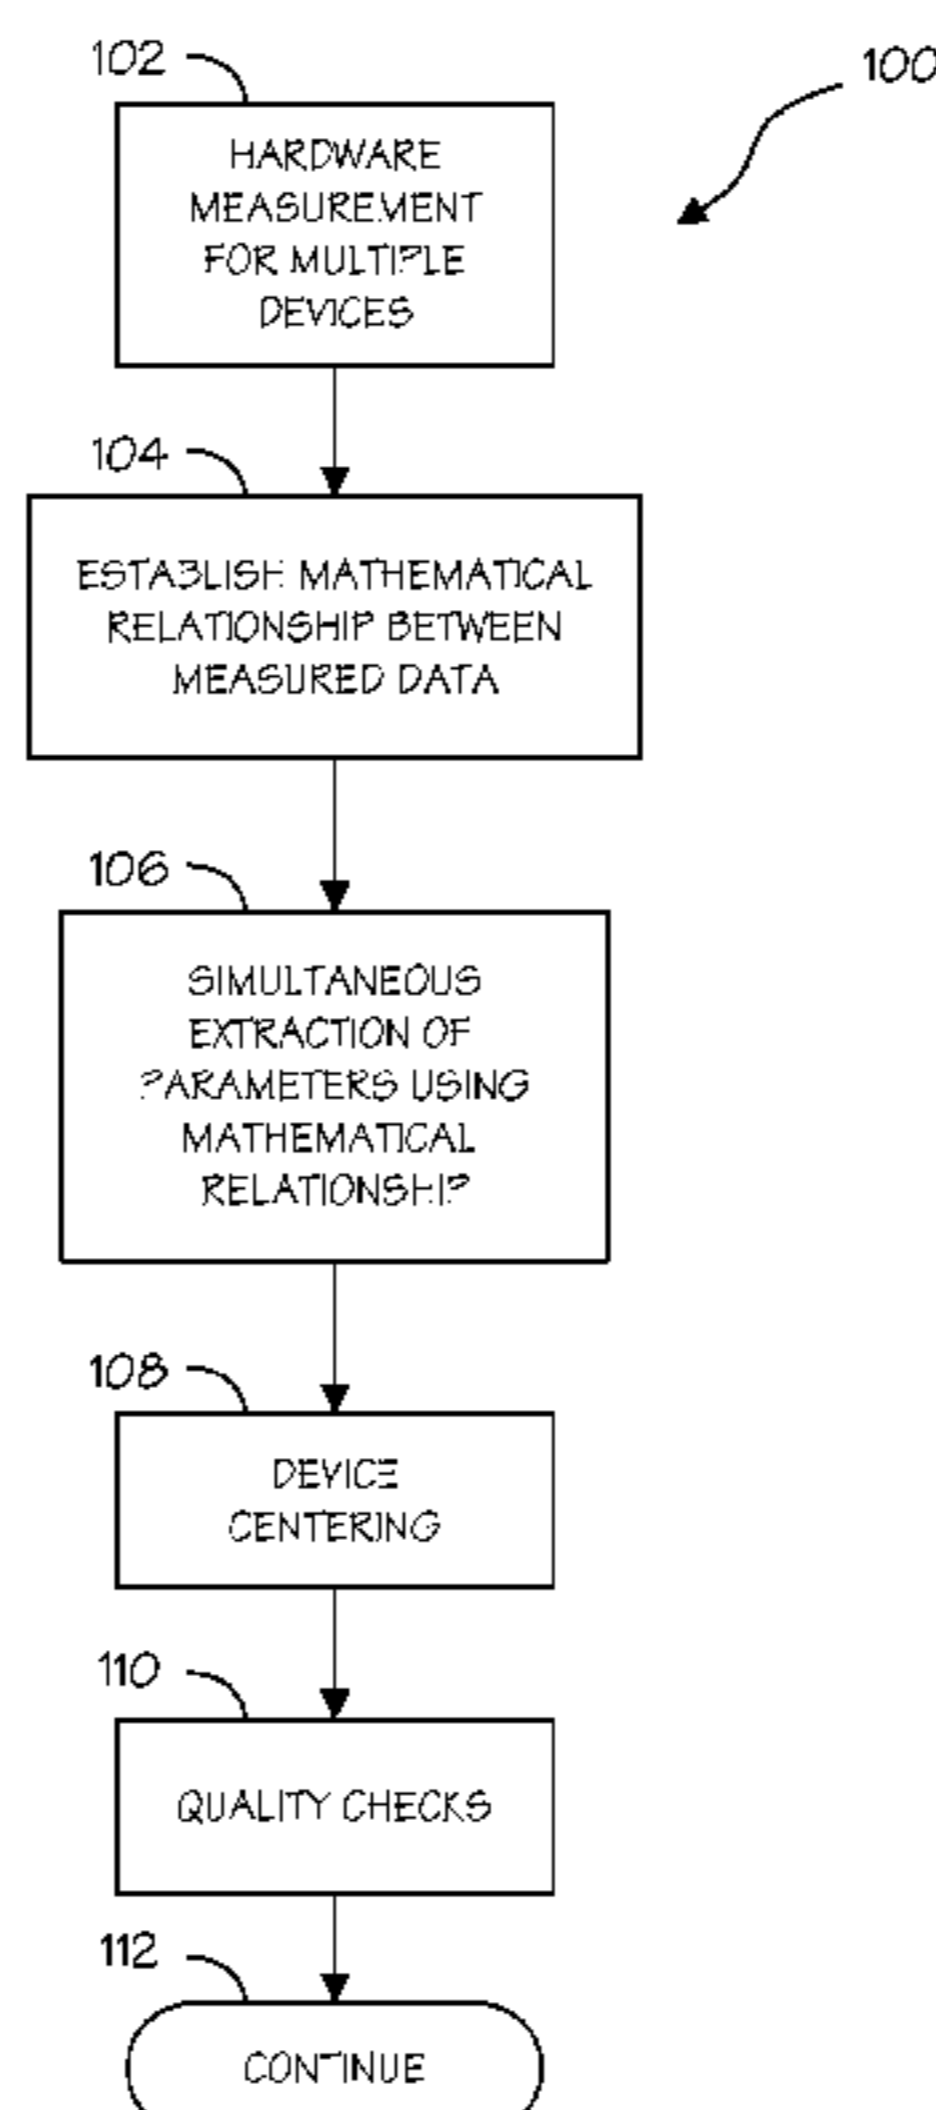 102
100
HARDWARE
MEASUREMENT
FOR MULTIPLE
DEVICES
104
ESTABLISH MATHEMATICAL
RELATIONSHIP BETWEEN
MEASURED DATA
106
SIMULTANEOUS
EXTRACTION OF
PARAMETERS USING
MATHEMATICAL
RELATIONSHIP
108
DEVICE
CENTERING
110
QUALITY CHECKS
112
CONTINUE